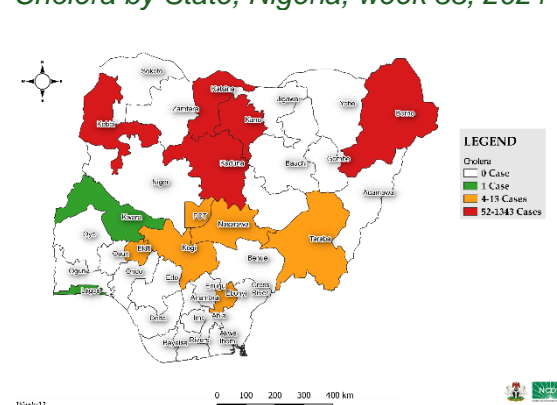 Cholera by State, Nigeria, week 33, 2021
Sokoto
Katsina
Jigawa
Yobe
Borno
Zamfara
Kano
Kebbi
Kaduna
Bauchi
Gombe
Niger
Adamawa
Kwara
FCT
Nasarawa
Taraba
Oyo
Ekiti
Kogi
Osun
Benue
Ogun
Ondo
Edo
Enugu
Ebonyi
Cross
River
Lagos
Anambra
Delta
Imo
Abia
Akwa
Ibom
Bayelsa
Rivers
LEGEND
Cholera
0 Case
1 Case
4-13 Cases
52-1343 Cases
0 100 200 300 400 km